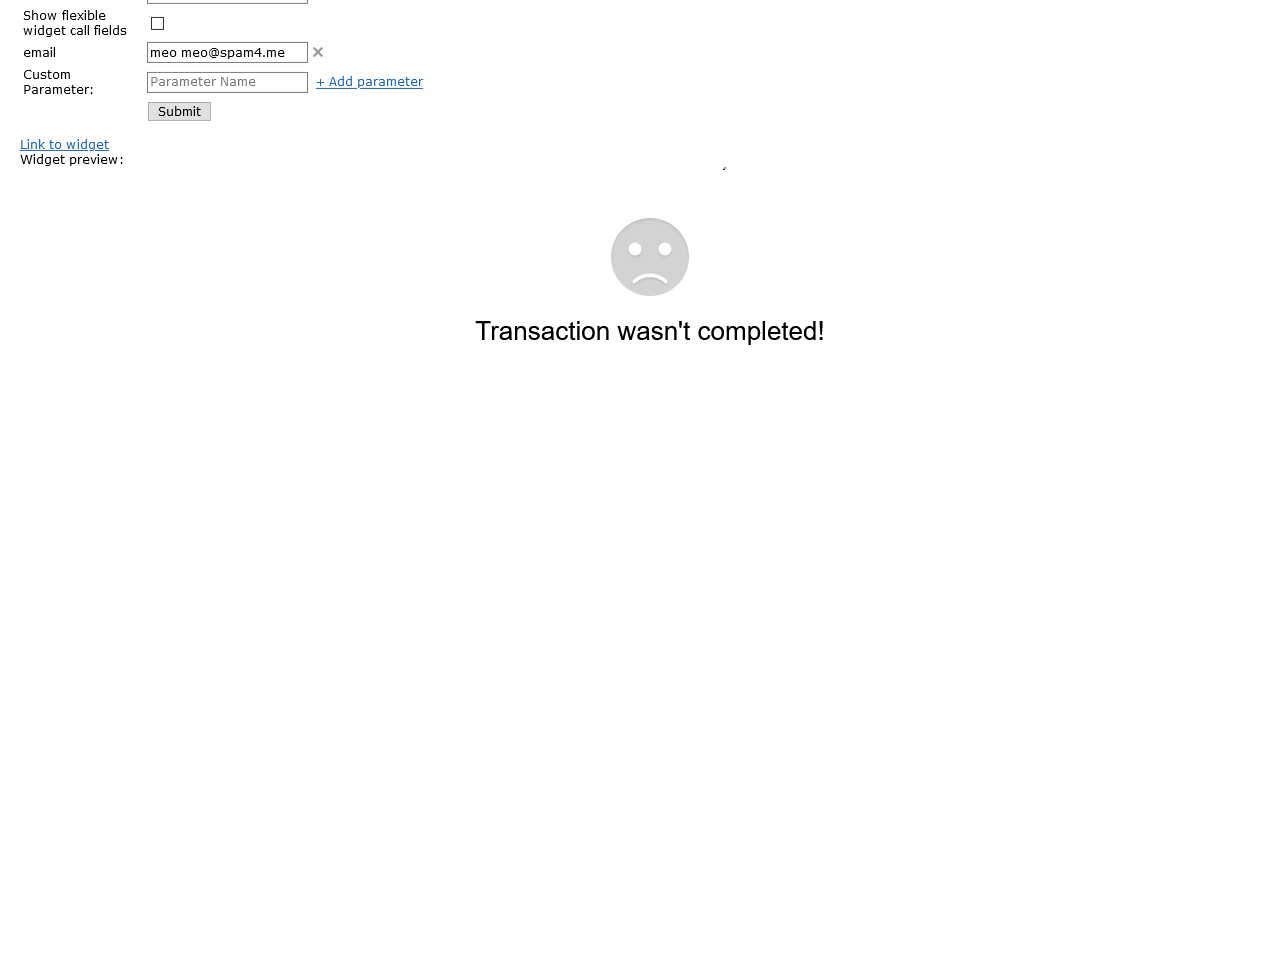 Show flexible
widget call fields
email
meo meo@spam4.me
Custom
Parameter:
Parameter Name
+ Add parameter
Submit
Link to widget
Widget preview:
Transaction wasn't completed!